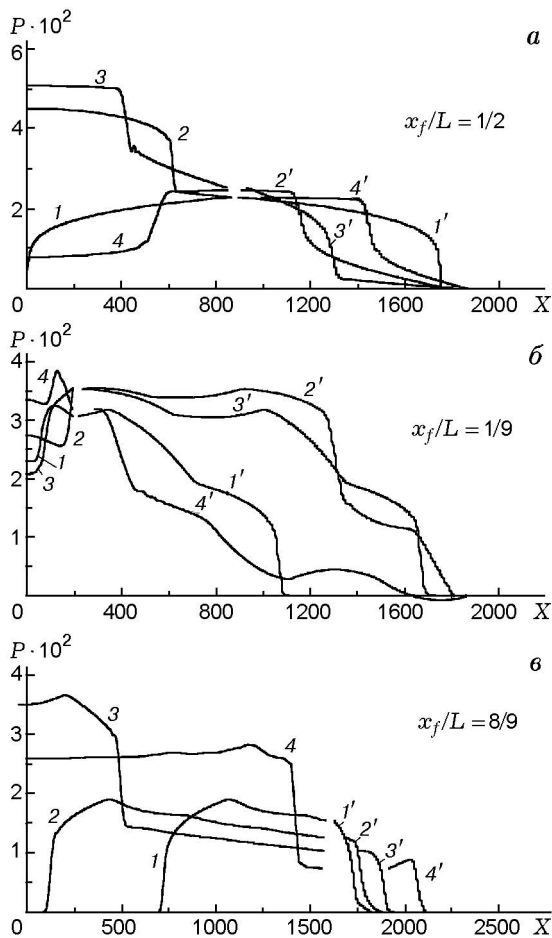 P · 10² а
6
3
x_f/L = 1/2
4
2
2′ 4′
2
1 1′
4 3′
0 400 800 1200 1600 2000 X
P · 10² б
4
4 x_f/L = 1/9
2′
3 3′
2
1
2 3 1′
4′
1
0 400 800 1200 1600 2000 X
P · 10² в
4
3 x_f/L = 8/9
3 4
2
2 1′
1 2′
1 3′
4′
0 500 1000 1500 2000 2500 X